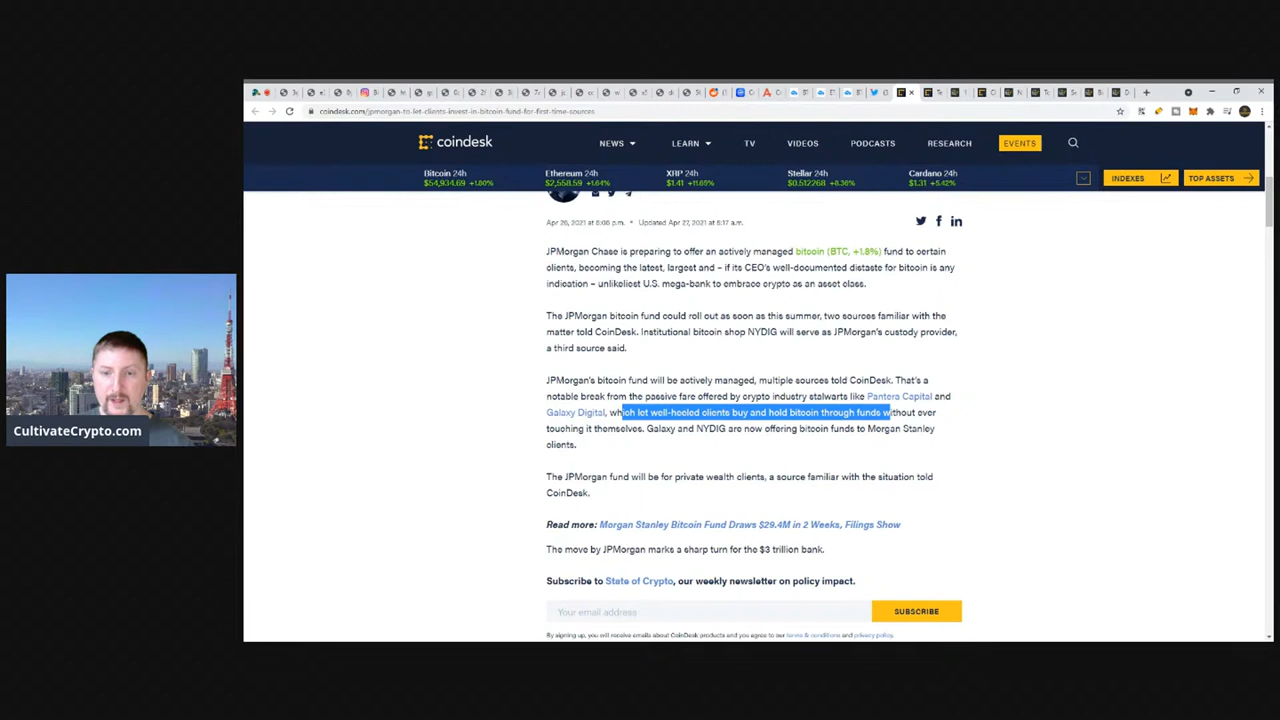 coindesk.com/jpmorgan-to-let-clients-invest-in-bitcoin-fund-for-first-time-sources
coindesk
NEWS
LEARN
TV
VIDEOS
PODCASTS
RESEARCH
EVENTS
Bitcoin 24h
$54,934.69 +1.80%
Ethereum 24h
$2,558.59 +1.64%
XRP 24h
$1.41 +11.65%
Stellar 24h
$0.512268 +8.36%
Cardano 24h
$1.31 +5.42%
INDEXES
TOP ASSETS
Apr 26, 2021 at 6:06 p.m. • Updated Apr 27, 2021 at 6:17 a.m.
JPMorgan Chase is preparing to offer an actively managed bitcoin (BTC, +1.8%) fund to certain
clients, becoming the latest, largest and – if its CEO's well-documented distaste for bitcoin is any
indication – unlikeliest U.S. mega-bank to embrace crypto as an asset class.
The JPMorgan bitcoin fund could roll out as soon as this summer, two sources familiar with the
matter told CoinDesk. Institutional bitcoin shop NYDIG will serve as JPMorgan's custody provider,
a third source said.
JPMorgan's bitcoin fund will be actively managed, multiple sources told CoinDesk. That's a
notable break from the passive fare offered by crypto industry stalwarts like Pantera Capital and
Galaxy Digital, which let well-heeled clients buy and hold bitcoin through funds without ever
touching it themselves. Galaxy and NYDIG are now offering bitcoin funds to Morgan Stanley
clients.
The JPMorgan fund will be for private wealth clients, a source familiar with the situation told
CoinDesk.
Read more: Morgan Stanley Bitcoin Fund Draws $29.4M in 2 Weeks, Filings Show
The move by JPMorgan marks a sharp turn for the $3 trillion bank.
Subscribe to State of Crypto, our weekly newsletter on policy impact.
Your email address
SUBSCRIBE
By signing up, you will receive emails about CoinDesk products and you agree to our terms & conditions and privacy policy.
CultivateCrypto.com